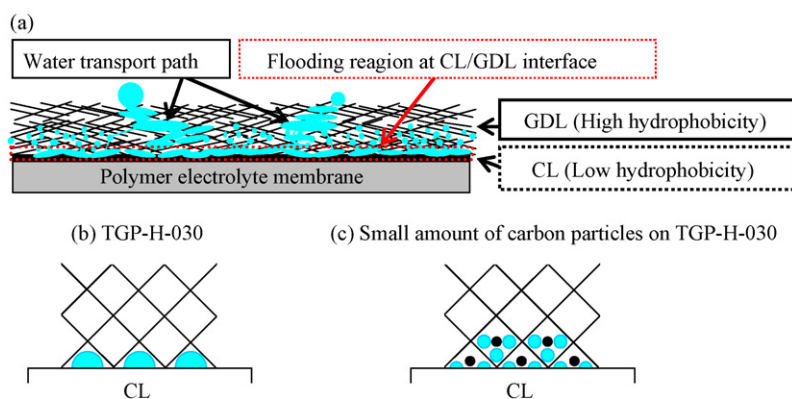 (a)
Water transport path
Flooding reagion at CL/GDL interface
GDL (High hydrophobicity)
CL (Low hydrophobicity)
Polymer electrolyte membrane
(b) TGP-H-030
(c) Small amount of carbon particles on TGP-H-030
CL
CL